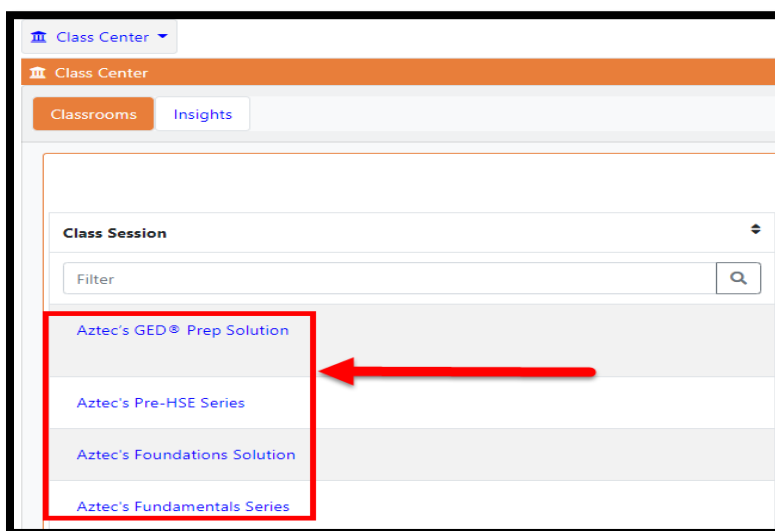 Class Center
Class Center
Classrooms Insights
Class Session
Filter
Aztec's GED® Prep Solution
Aztec's Pre-HSE Series
Aztec's Foundations Solution
Aztec's Fundamentals Series